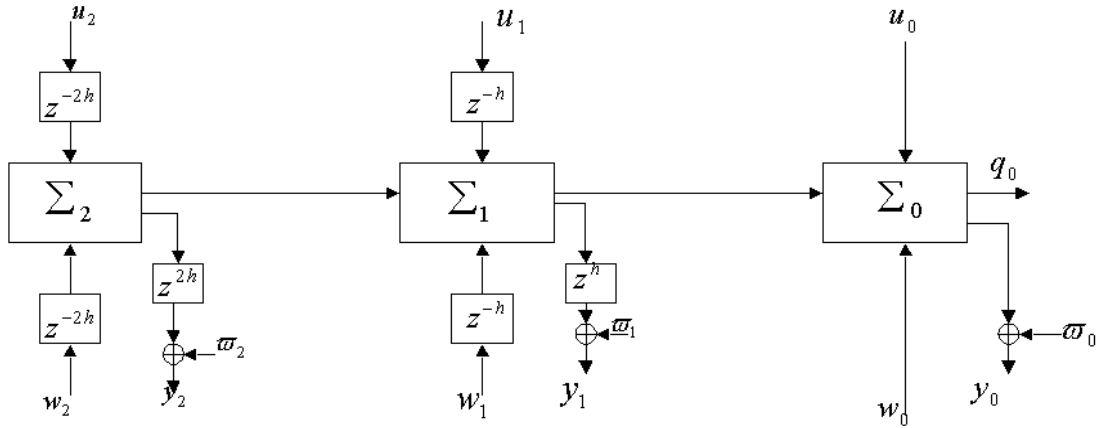 u₂ u₁ u₀
z⁻²ʰ z⁻ʰ
Σ₂ Σ₁ Σ₀ q₀
z²ʰ zʰ
z⁻²ʰ z⁻ʰ
ϖ₂ ϖ₁ ϖ₀
w₂ y₂ w₁ y₁ w₀ y₀